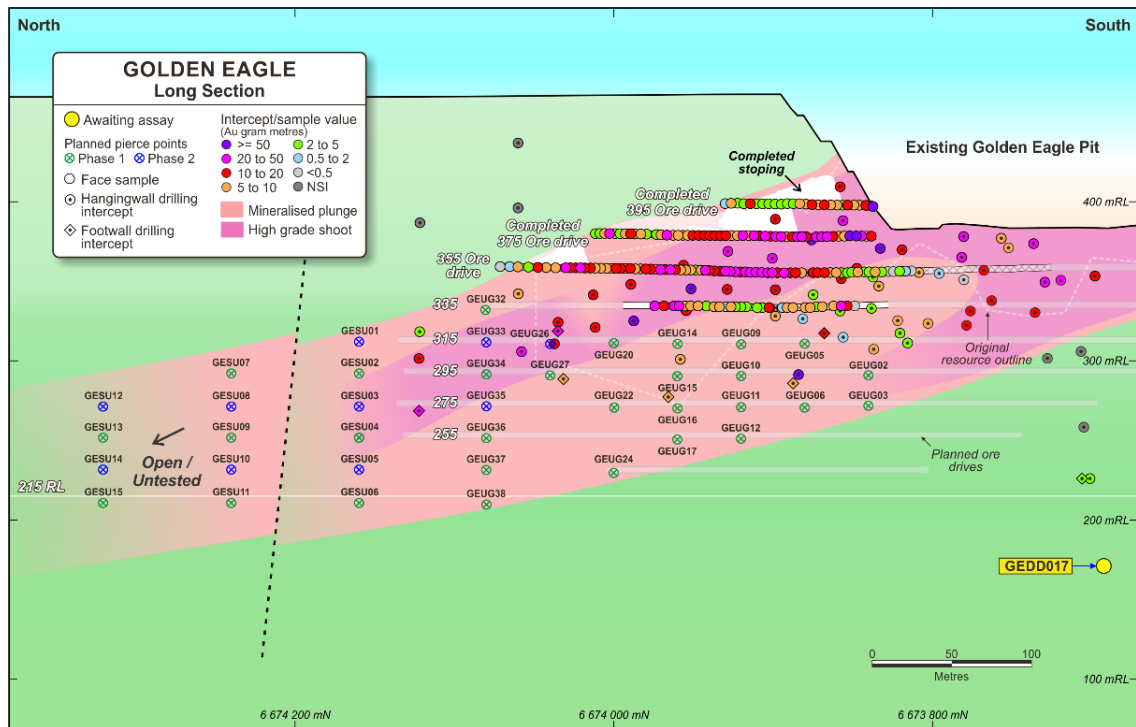 North
South
GOLDEN EAGLE
Long Section
Awaiting assay
Planned pierce points
Phase 1
Phase 2
Face sample
Hangingwall drilling
intercept
Footwall drilling
intercept
Intercept/sample value
(Au gram metres)
>= 50
2 to 5
20 to 50
0.5 to 2
10 to 20
<0.5
5 to 10
NSI
Mineralised plunge
High grade shoot
Completed
stoping
Existing Golden Eagle Pit
Completed
395 Ore drive
400 mRL
Completed
375 Ore drive
355 Ore
drive
335
GEUG32
GESU01
315
GEUG33
GEUG26
GEUG14
GEUG09
GEUG20
GEUG05
Original
resource outline
300 mRL
GESU07
GESU02
295
GEUG34
GEUG27
GEUG15
GEUG10
GEUG02
GESU12
GESU08
GESU03
275
GEUG35
GEUG22
GEUG16
GEUG11
GEUG06
GEUG03
GESU13
GESU09
GESU04
255
GEUG36
GEUG17
GEUG12
Planned ore
drives
Open /
Untested
GESU14
GESU10
GESU05
GEUG37
GEUG24
215 RL
GESU15
GESU11
GESU06
GEUG38
200 mRL
GEDD017
0
50
100
Metres
100 mRL
6 674 200 mN
6 674 000 mN
6 673 800 mN